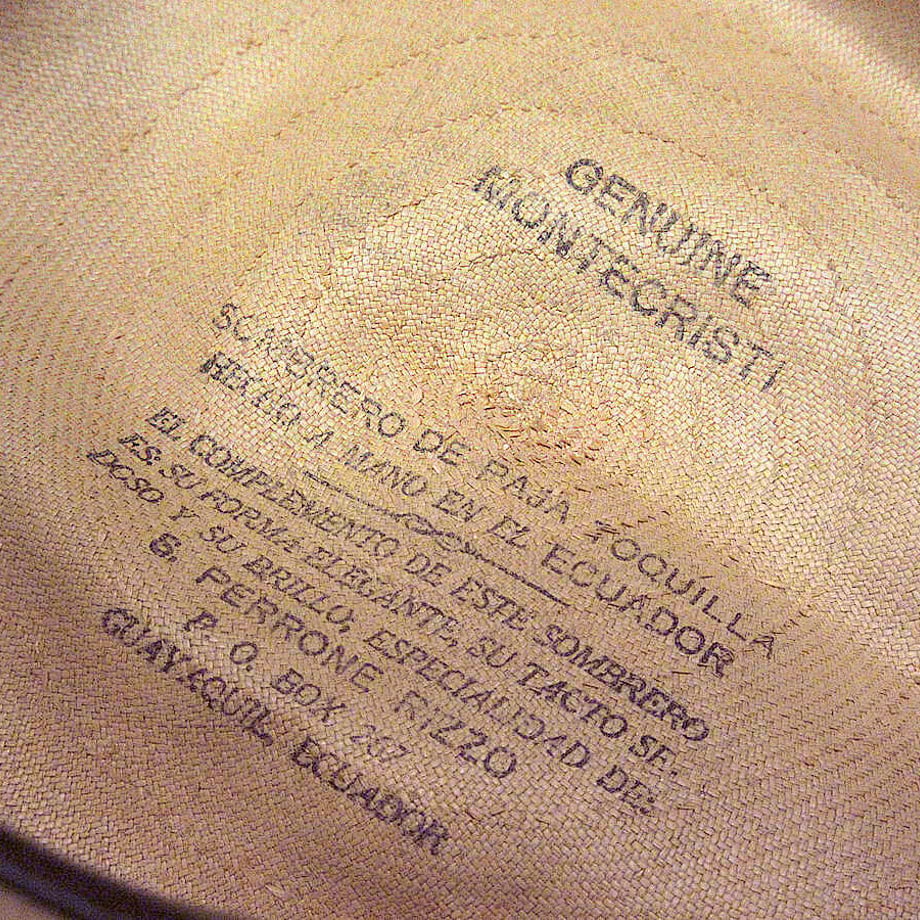 GENUINE
MONTECRISTI
SOMBRERO DE PAJA TOQUILLA
HECHO A MANO EN EL ECUADOR
EL COMPLEMENTO DE ESTE SOMBRERO
ES. SU FORMA ELEGANTE, SU TACTO SE.
DOSO Y SU BRILLO, ESPECIALIDAD DE:
B. PERRONE RIZZO
P. O. BOX 267
GUAYAQUIL ECUADOR